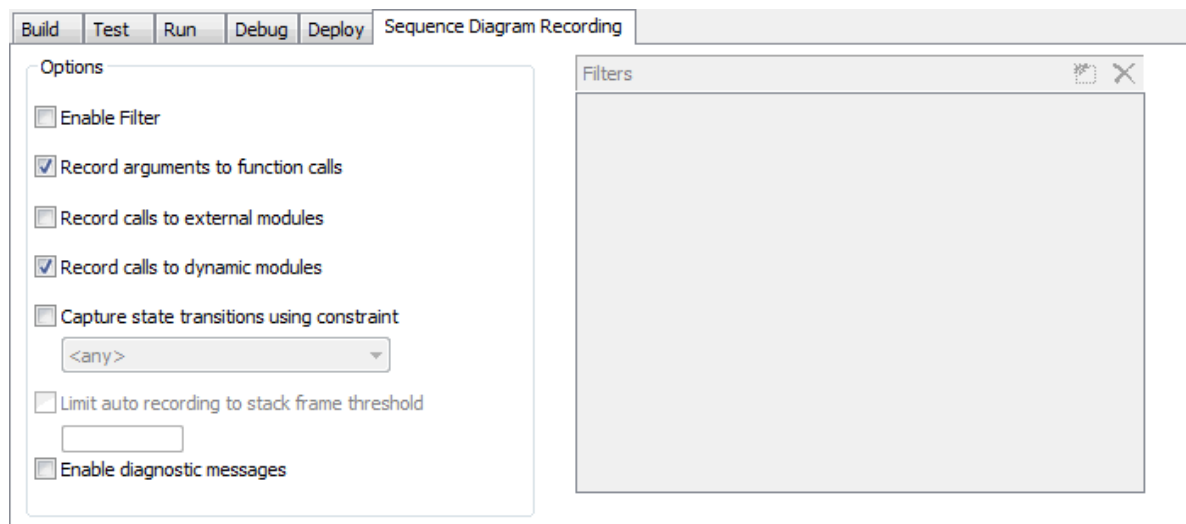 Build Test Run Debug Deploy Sequence Diagram Recording
Options
Enable Filter
Record arguments to function calls
Record calls to external modules
Record calls to dynamic modules
Capture state transitions using constraint
<any>
Limit auto recording to stack frame threshold
Enable diagnostic messages
Filters